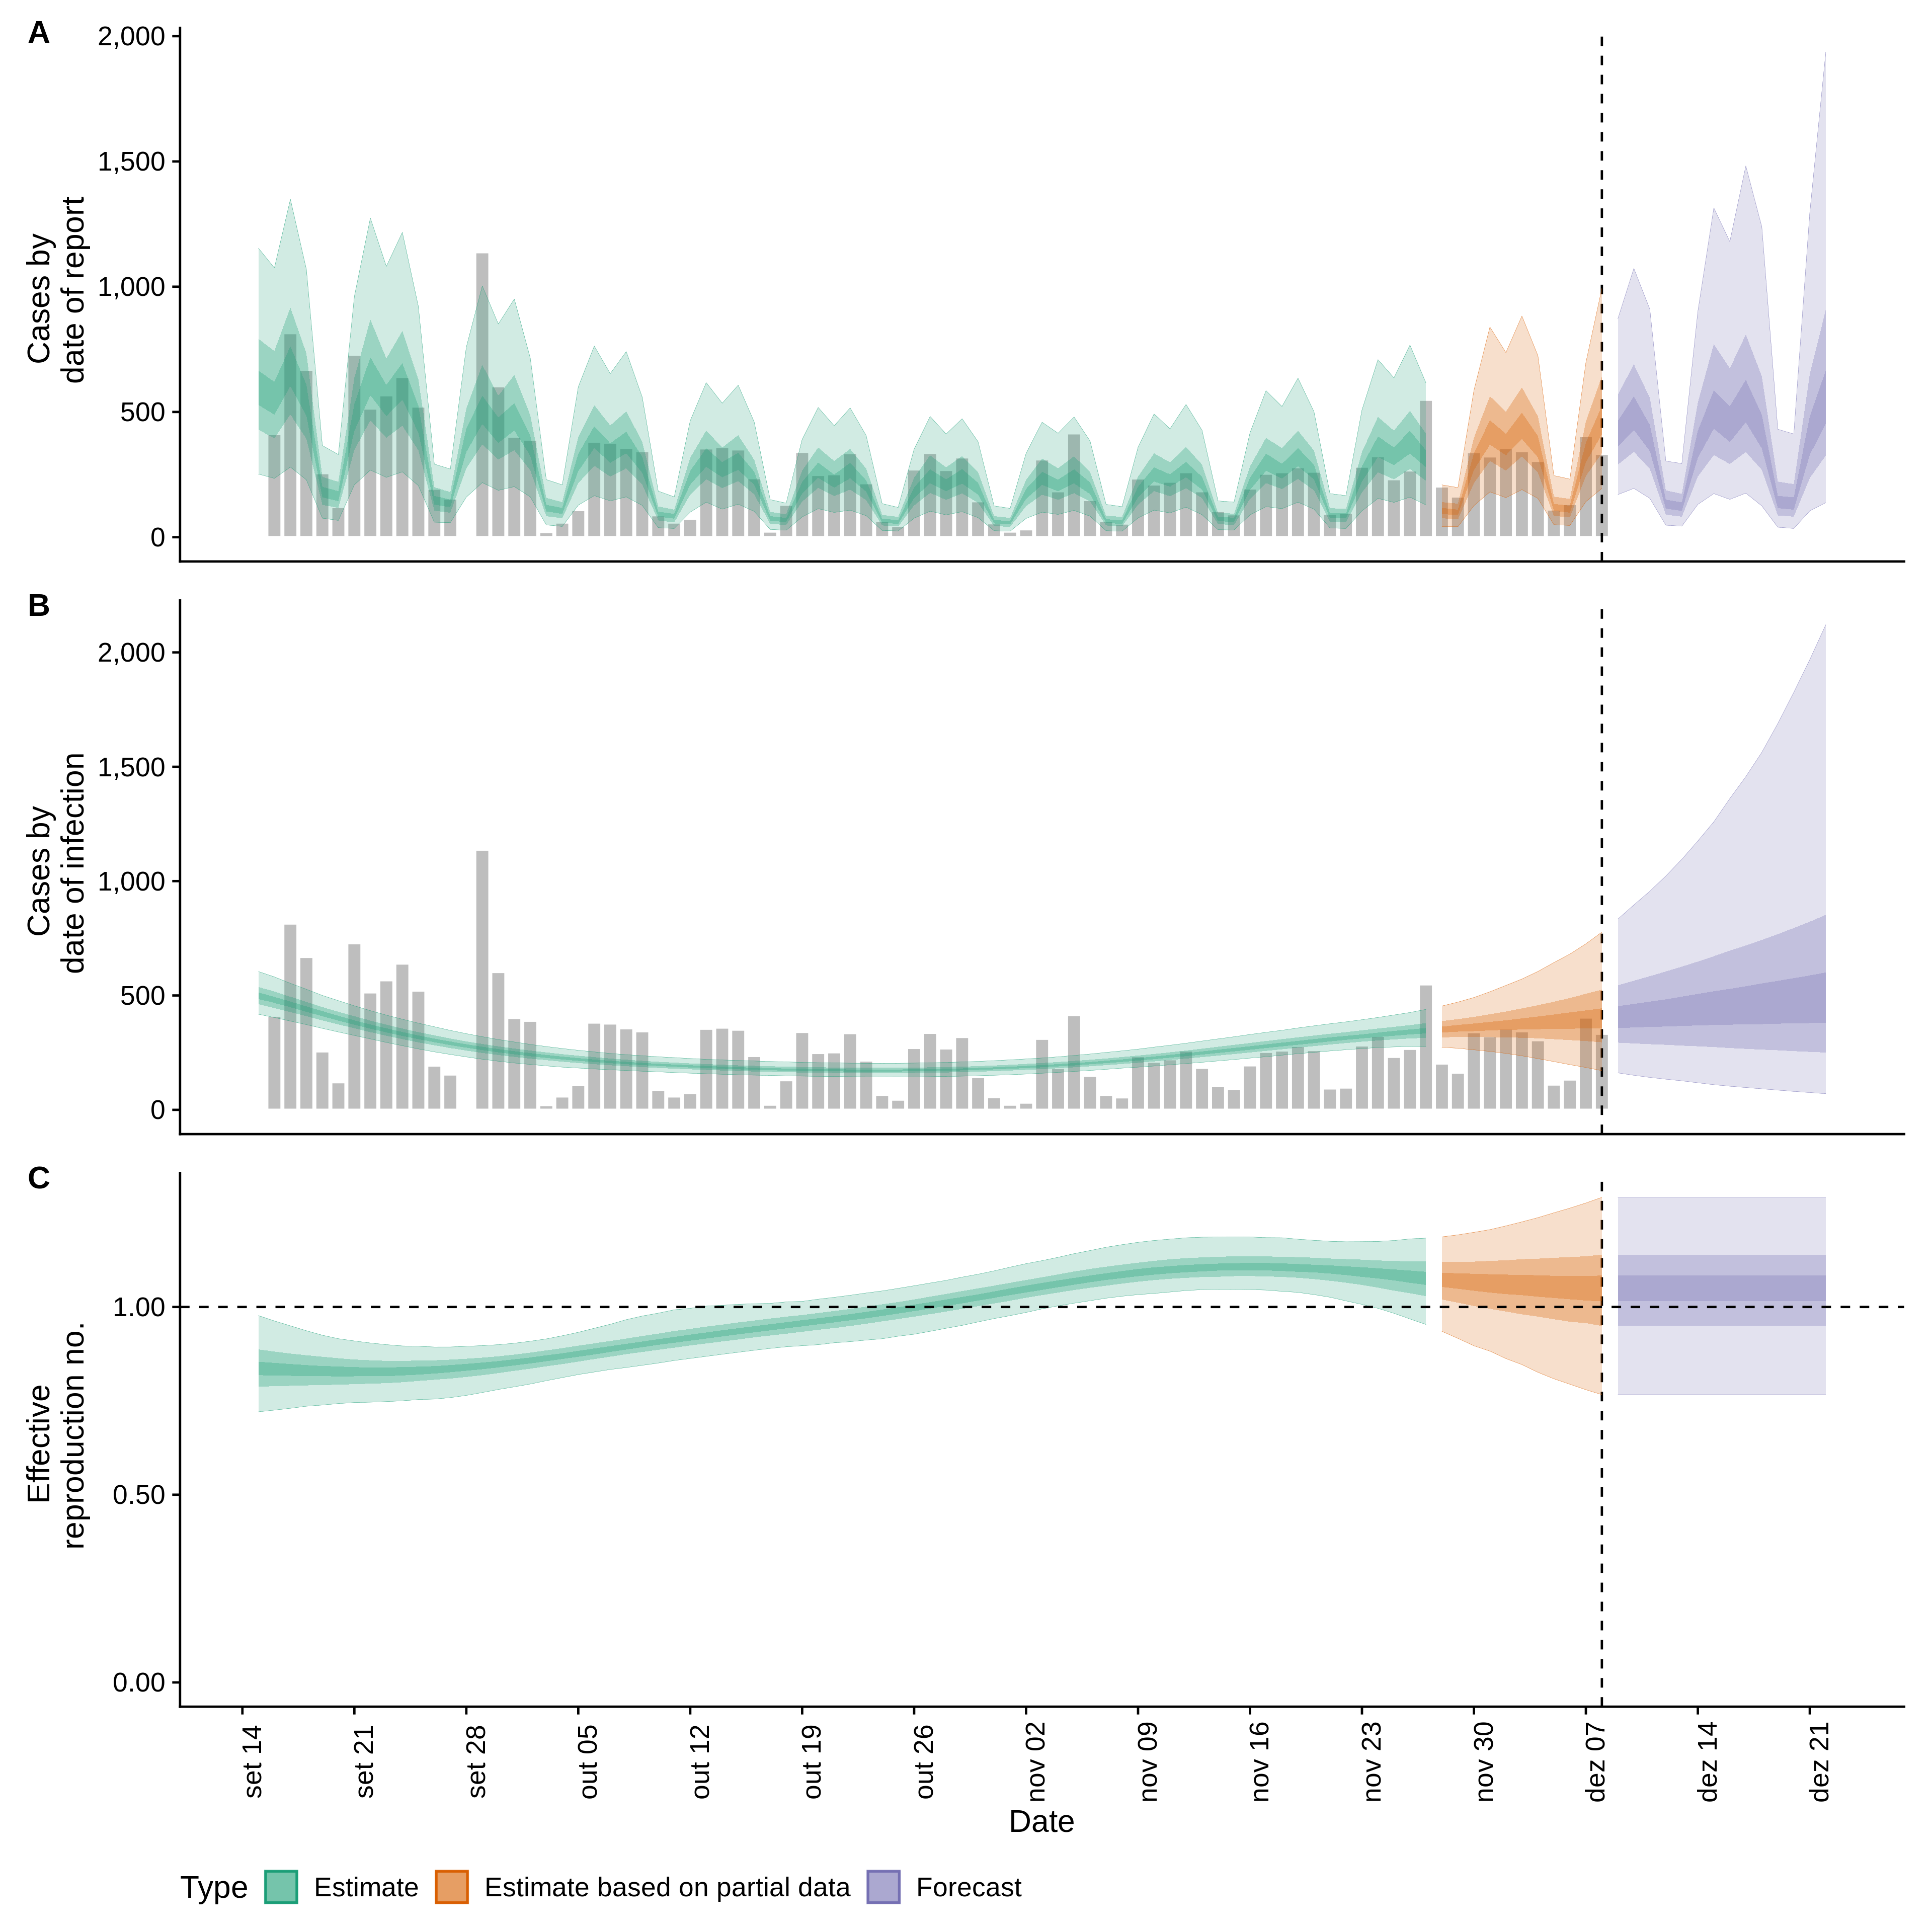 A
2,000
1,500
1,000
500
0
Cases by
date of report
B
2,000
1,500
1,000
500
0
Cases by
date of infection
C
1.00
0.50
0.00
Effective
reproduction no.
set 14
set 21
set 28
out 05
out 12
out 19
out 26
nov 02
nov 09
nov 16
nov 23
nov 30
dez 07
dez 14
dez 21
Date
Type Estimate Estimate based on partial data Forecast